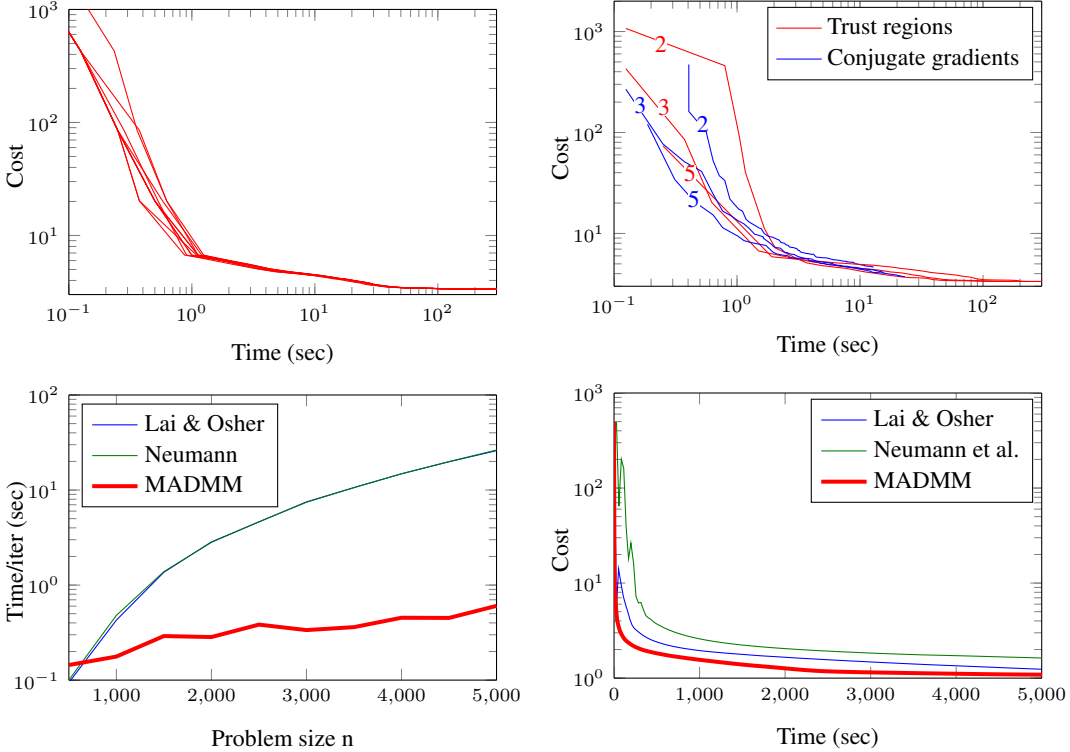 10^3
10^2
10^1
Cost
10^−1
10^0
10^1
10^2
Time (sec)
Trust regions
Conjugate gradients
10^3
10^2
10^1
Cost
2
3
3
2
5
5
10^−1
10^0
10^1
10^2
Time (sec)
Lai & Osher
Neumann
MADMM
10^2
10^1
10^0
10^−1
Time/iter (sec)
1,000
2,000
3,000
4,000
5,000
Problem size n
Lai & Osher
Neumann et al.
MADMM
10^3
10^2
10^1
10^0
Cost
0
1,000
2,000
3,000
4,000
5,000
Time (sec)